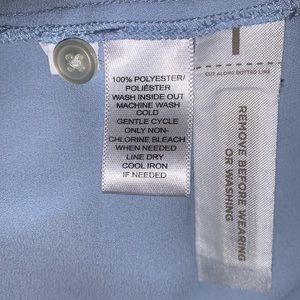 100% POLYESTER/
POLIÉSTER
WASH INSIDE OUT
MACHINE WASH
COLD
GENTLE CYCLE
ONLY NON-
CHLORINE BLEACH
WHEN NEEDED
LINE DRY
COOL IRON
IF NEEDED
CUT ALONG DOTTED LINE
REMOVE BEFORE WEARING
OR WASHING